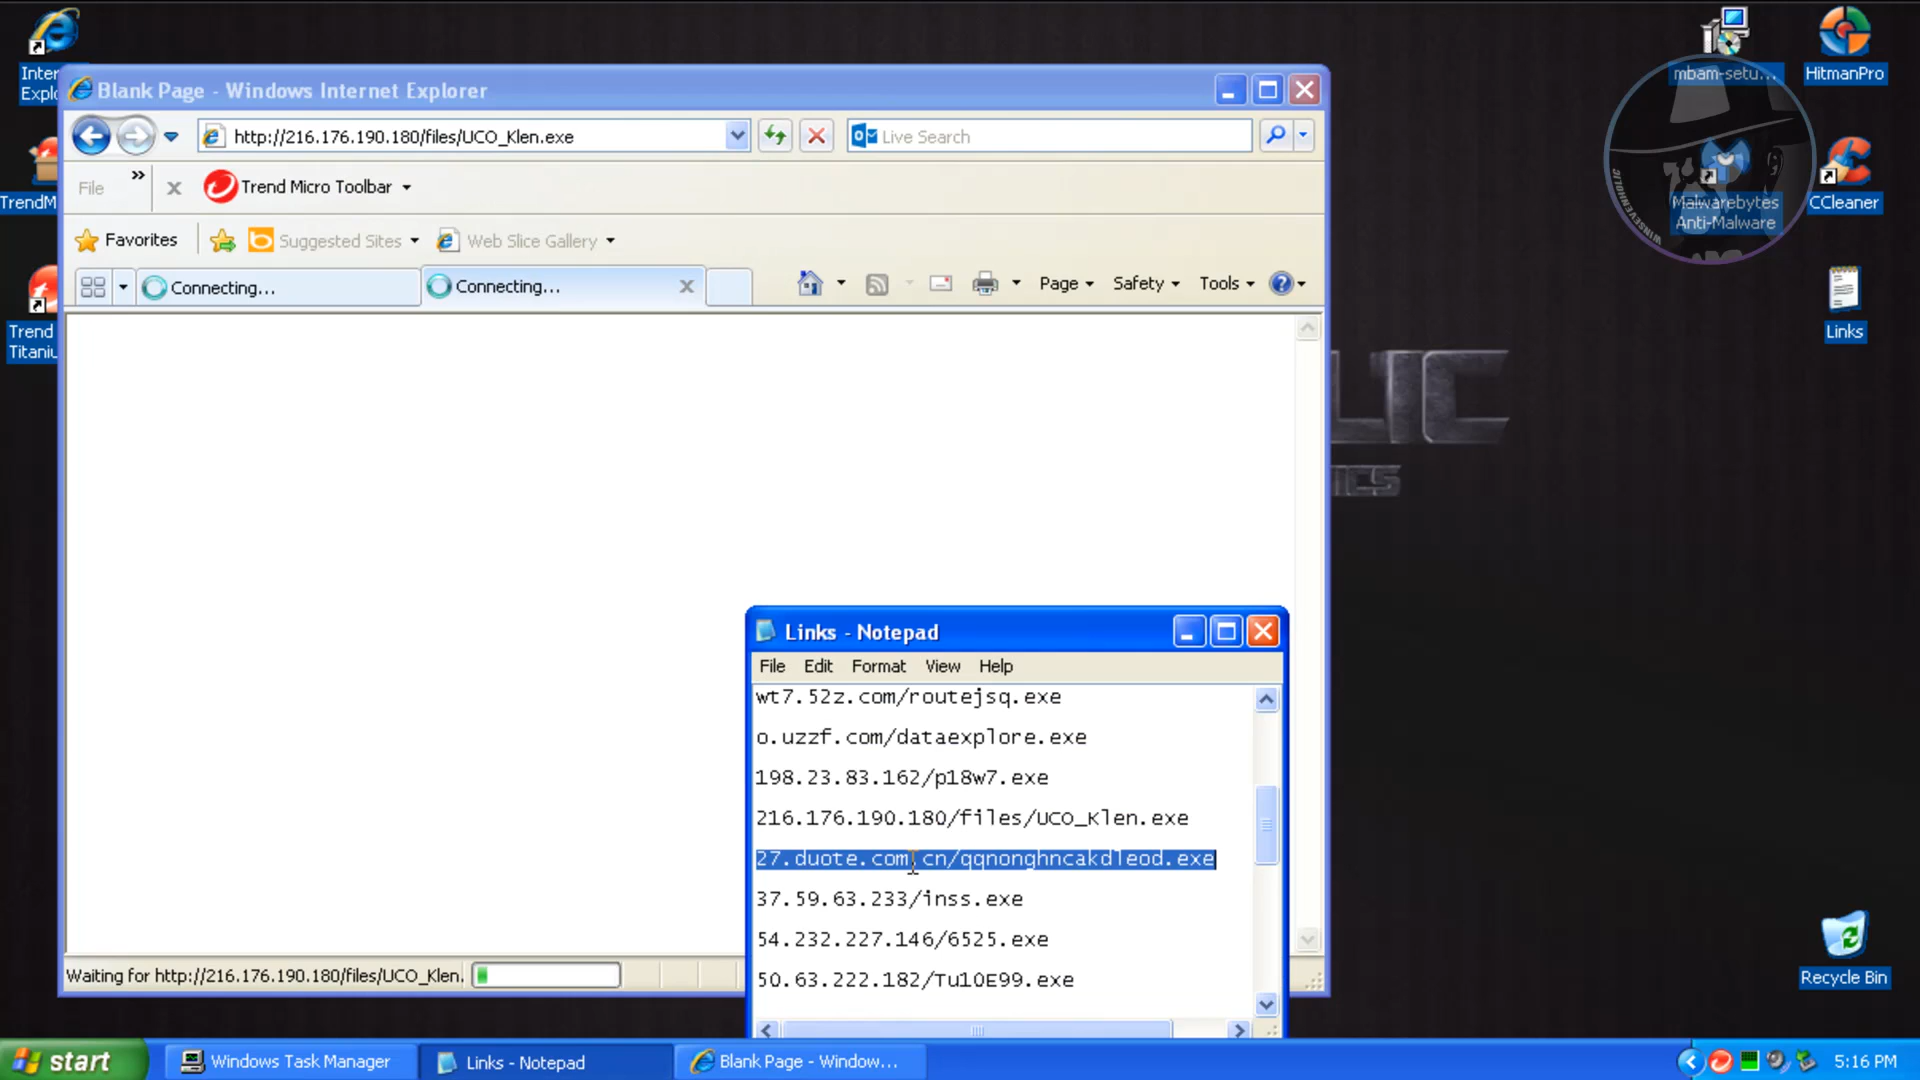 Inter
Explo
TrendM
Trend
Titaniu
Blank Page - Windows Internet Explorer
http://216.176.190.180/files/UCO_Klen.exe
Live Search
File
Trend Micro Toolbar
Favorites
Suggested Sites
Web Slice Gallery
Connecting...
Connecting...
Page
Safety
Tools
Waiting for http://216.176.190.180/files/UCO_Klen.
Links - Notepad
File Edit Format View Help
wt7.52z.com/routejsq.exe
o.uzzf.com/dataexplore.exe
198.23.83.162/p18w7.exe
216.176.190.180/files/UCO_Klen.exe
27.duote.com.cn/qqnonghncakdleod.exe
37.59.63.233/inss.exe
54.232.227.146/6525.exe
50.63.222.182/Tu10E99.exe
mbam-setu...
HitmanPro
Malwarebytes
Anti-Malware
CCleaner
WINSEVENHOLIC
Links
Recycle Bin
start
Windows Task Manager
Links - Notepad
Blank Page - Window...
5:16 PM